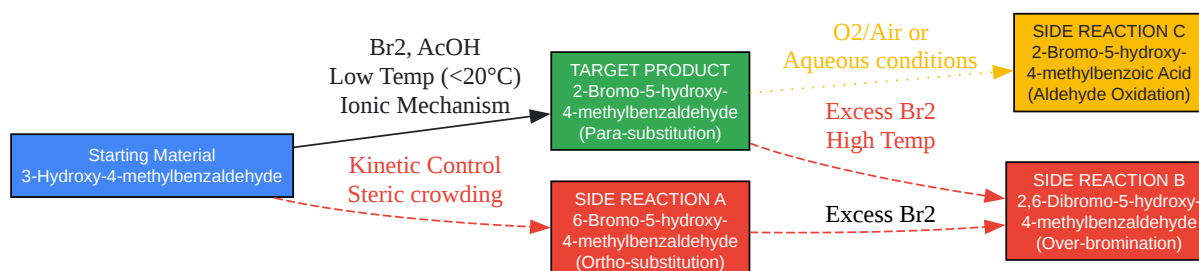 Starting Material
3-Hydroxy-4-methylbenzaldehyde
Br2, AcOH
Low Temp (<20°C)
Ionic Mechanism
Kinetic Control
Steric crowding
TARGET PRODUCT
2-Bromo-5-hydroxy-
4-methylbenzaldehyde
(Para-substitution)
SIDE REACTION A
6-Bromo-5-hydroxy-
4-methylbenzaldehyde
(Ortho-substitution)
O2/Air or
Aqueous conditions
Excess Br2
High Temp
Excess Br2
SIDE REACTION C
2-Bromo-5-hydroxy-
4-methylbenzoic Acid
(Aldehyde Oxidation)
SIDE REACTION B
2,6-Dibromo-5-hydroxy-
4-methylbenzaldehyde
(Over-bromination)